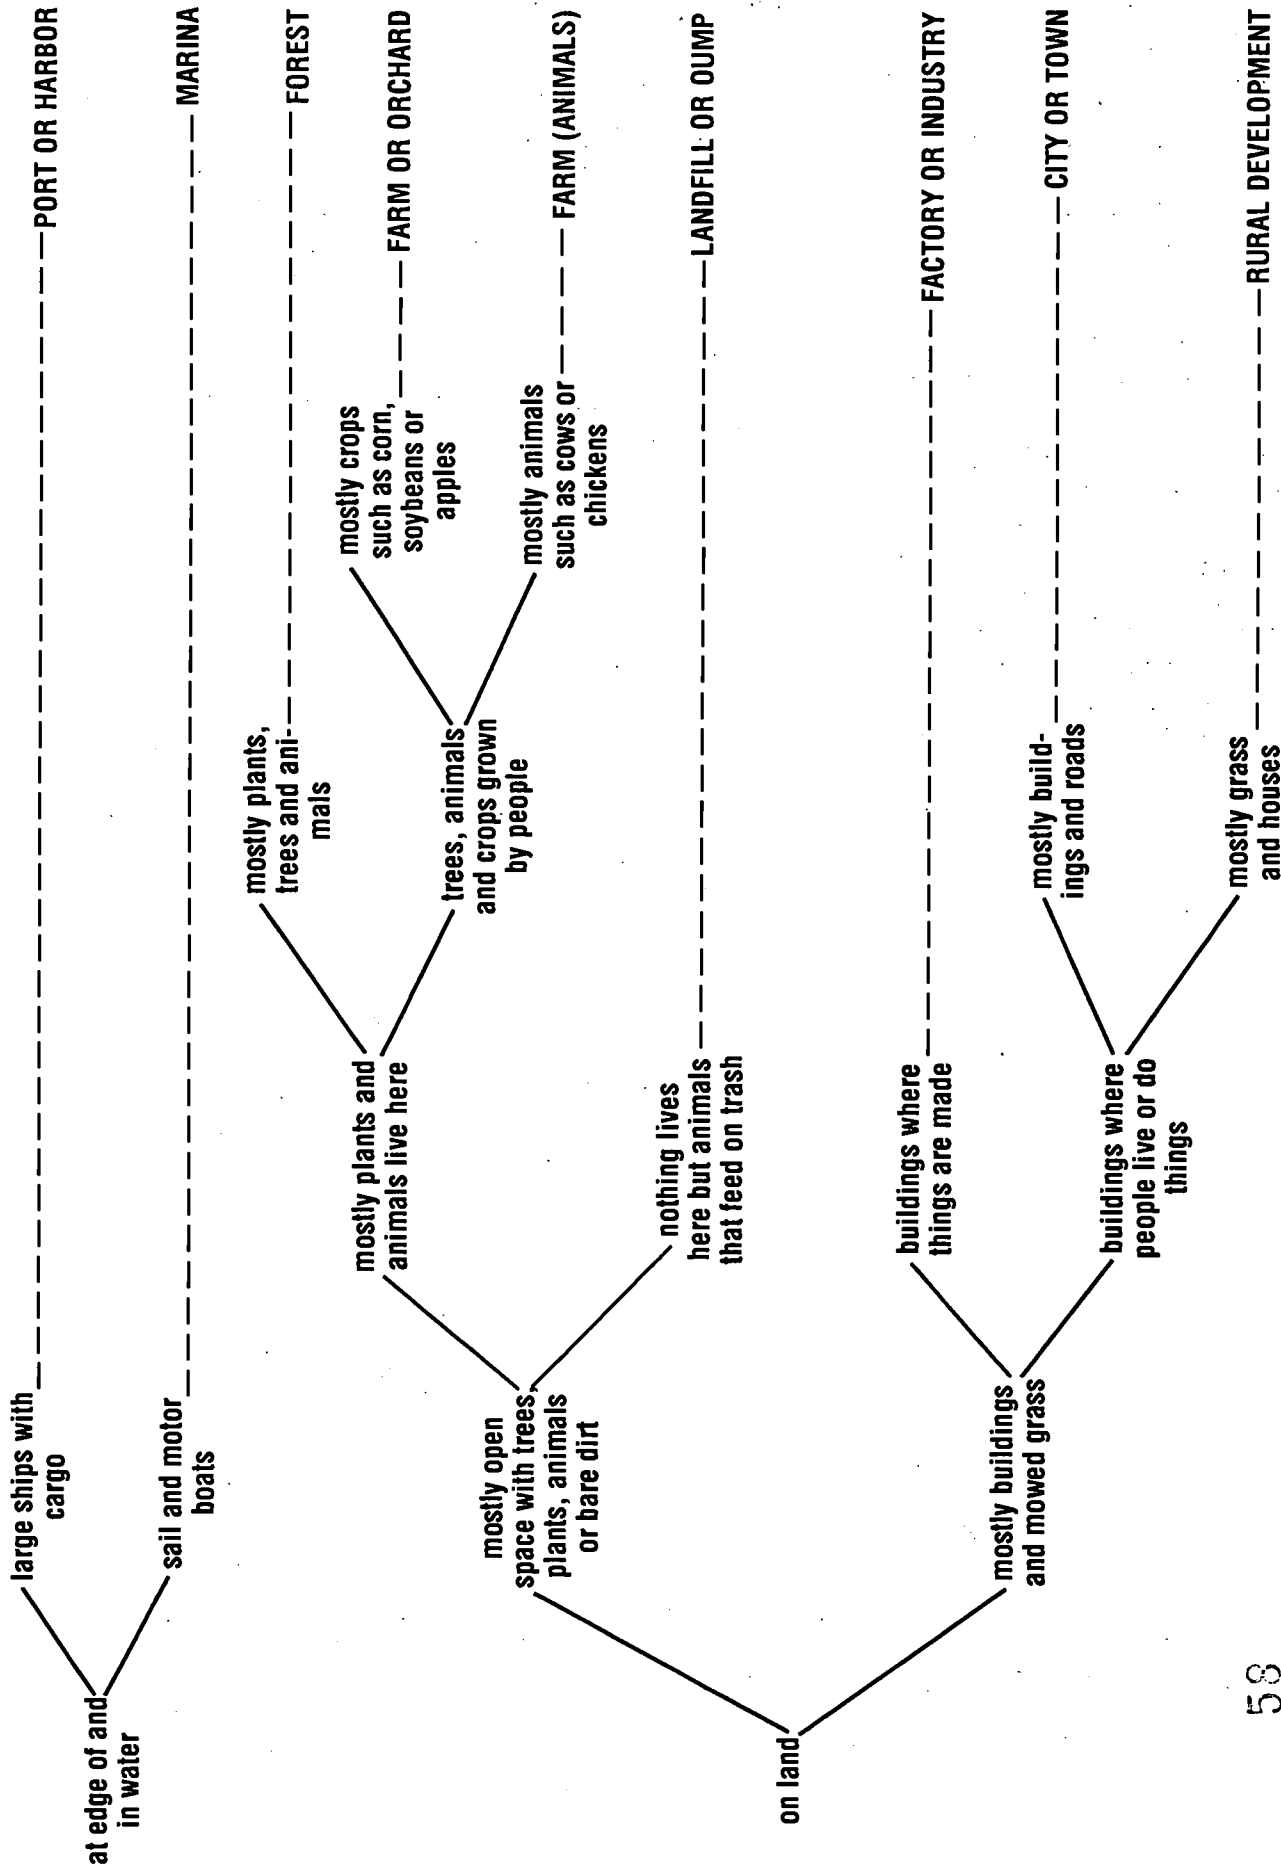 large ships with
cargo
PORT OR HARBOR
at edge of and
in water
sail and motor
boats
MARINA
mostly plants,
trees and ani-
mals
FOREST
mostly crops
such as corn,
soybeans or
apples
FARM OR ORCHARD
mostly plants and
animals live here
trees, animals
and crops grown
by people
mostly animals
such as cows or
chickens
FARM (ANIMALS)
mostly open
space with trees,
plants, animals
or bare dirt
nothing lives
here but animals
that feed on trash
LANDFILL OR OUMP
on land
buildings where
things are made
FACTORY OR INDUSTRY
mostly buildings
and mowed grass
mostly build-
ings and roads
CITY OR TOWN
buildings where
people live or do
things
mostly grass
and houses
RURAL DEVELOPMENT
58